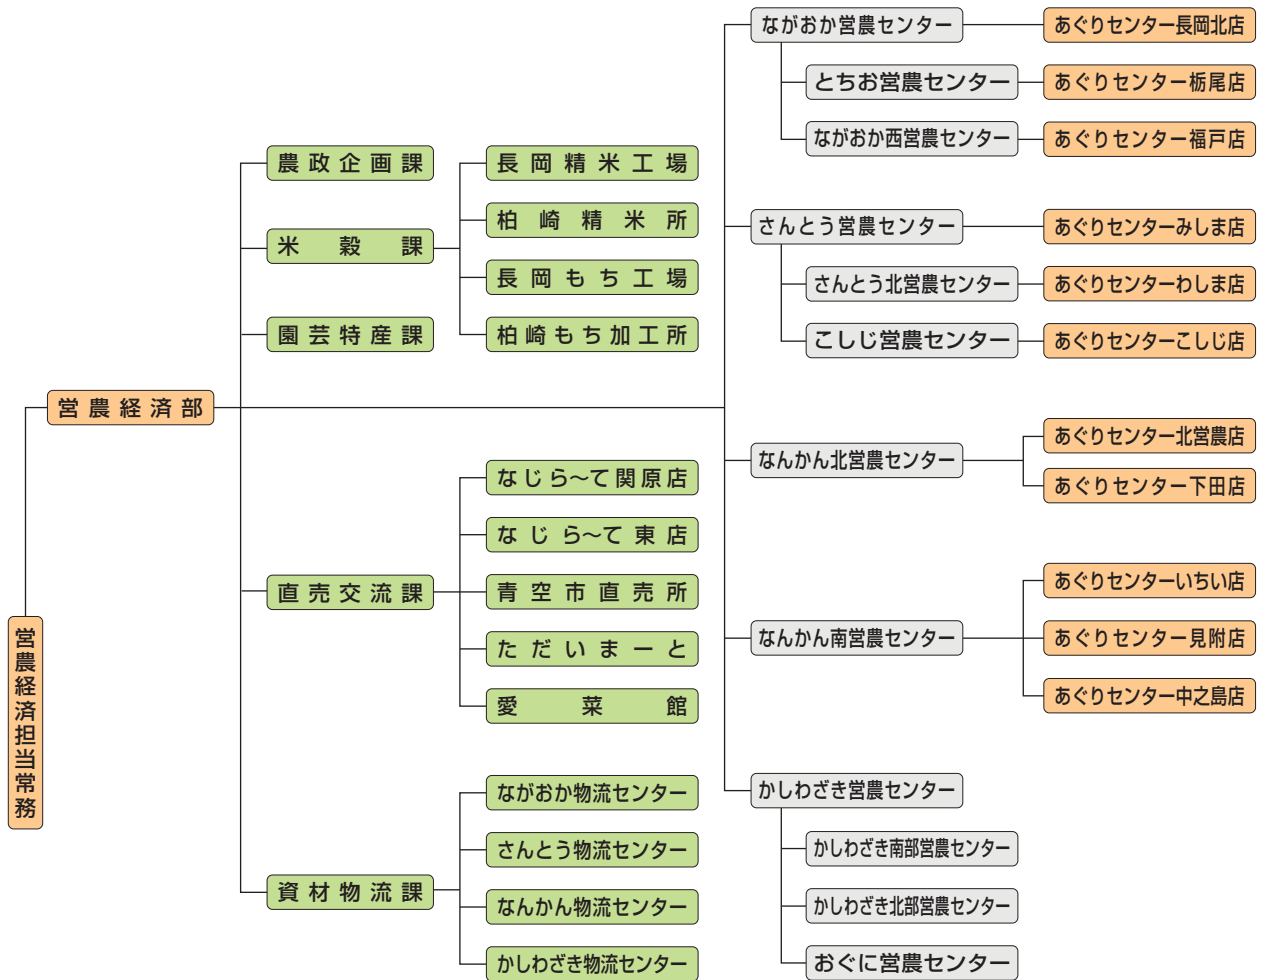 営農経済担当常務
営農経済部
農政企画課
米穀課
長岡精米工場
柏崎精米所
長岡もち工場
柏崎もち加工所
園芸特産課
直売交流課
なじら〜て関原店
なじら〜て東店
青空市直売所
ただいまーと
愛菜館
資材物流課
ながおか物流センター
さんとう物流センター
なんかん物流センター
かしわざき物流センター
ながおか営農センター
あぐりセンター長岡北店
とちお営農センター
あぐりセンター栃尾店
ながおか西営農センター
あぐりセンター福戸店
さんとう営農センター
あぐりセンターみしま店
さんとう北営農センター
あぐりセンターわしま店
こしじ営農センター
あぐりセンターこしじ店
なんかん北営農センター
あぐりセンター北営農店
あぐりセンター下田店
なんかん南営農センター
あぐりセンターいちい店
あぐりセンター見附店
あぐりセンター中之島店
かしわざき営農センター
かしわざき南部営農センター
かしわざき北部営農センター
おぐに営農センター